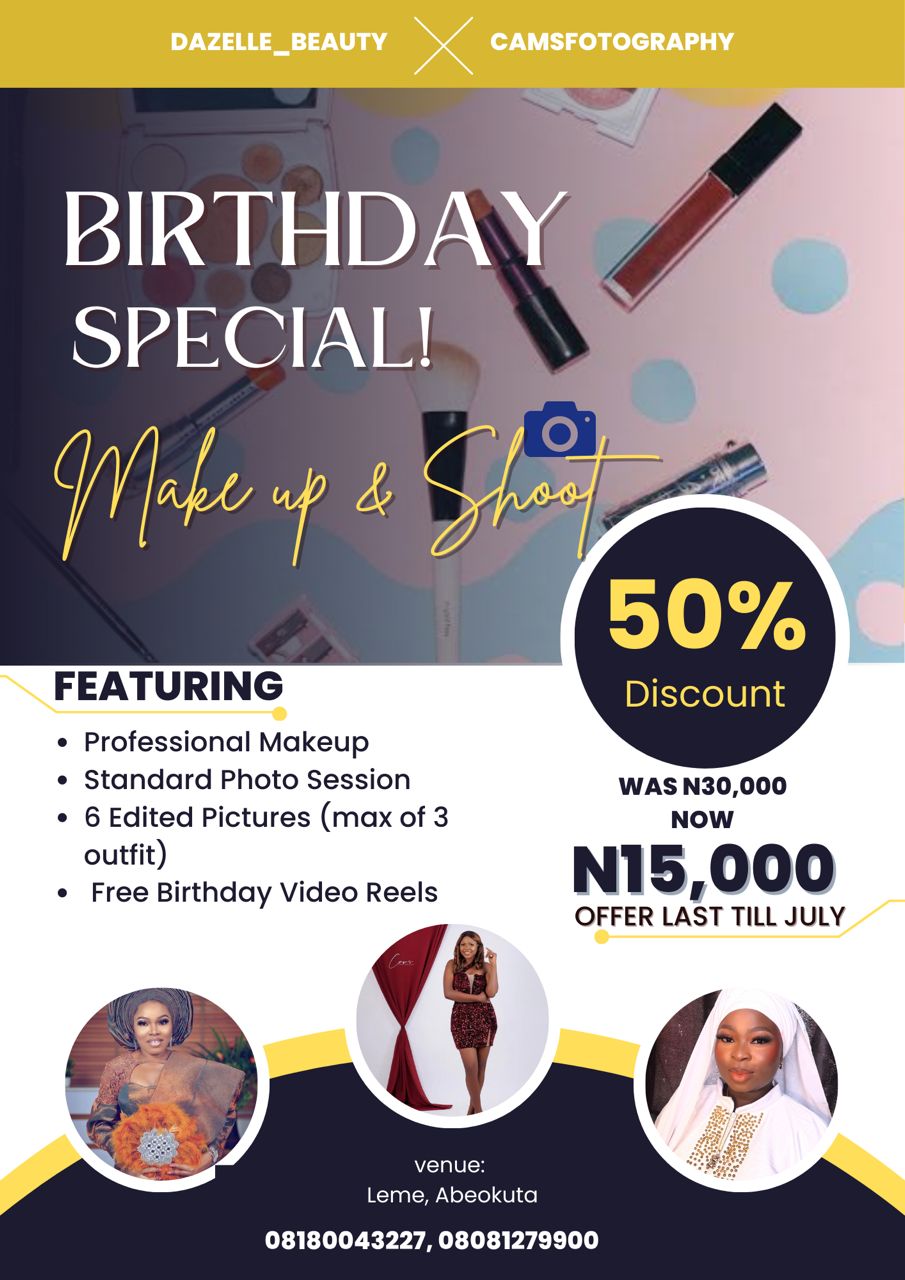 DAZELLE_BEAUTY CAMSFOTOGRAPHY
BIRTHDAY
SPECIAL!
Make up & Shoot
50%
Discount
FEATURING
• Professional Makeup
• Standard Photo Session
• 6 Edited Pictures (max of 3
outfit)
• Free Birthday Video Reels
WAS N30,000
NOW
N15,000
OFFER LAST TILL JULY
venue:
Leme, Abeokuta
08180043227, 08081279900